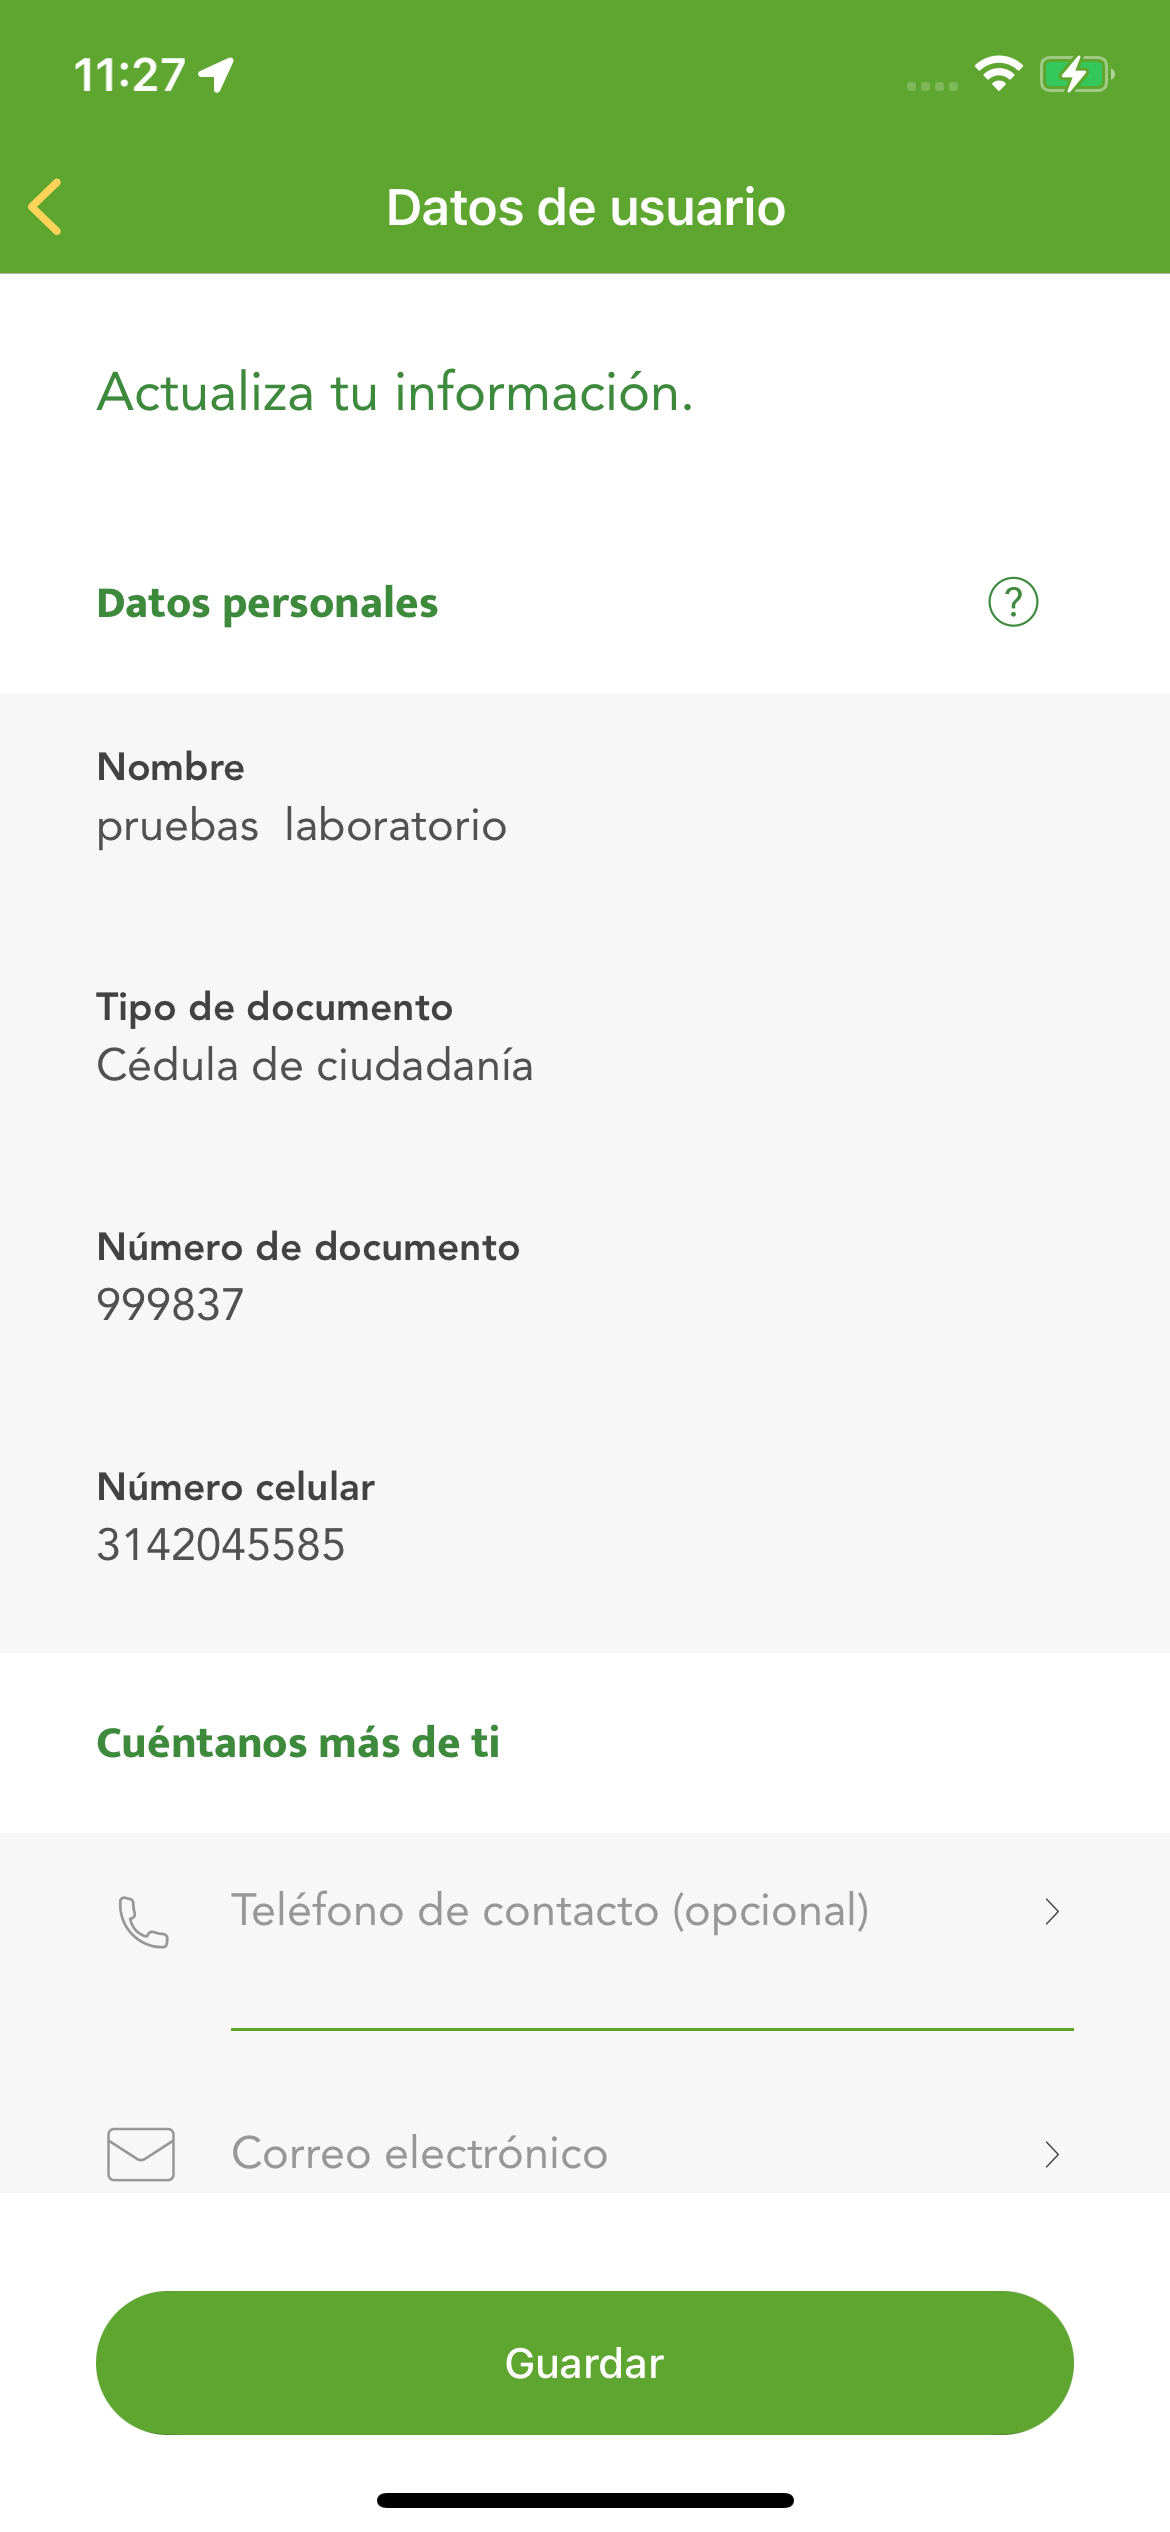 11:27
Datos de usuario
Actualiza tu información.
Datos personales
?
Nombre
pruebas  laboratorio
Tipo de documento
Cédula de ciudadanía
Número de documento
999837
Número celular
3142045585
Cuéntanos más de ti
Teléfono de contacto (opcional)
Correo electrónico
Guardar